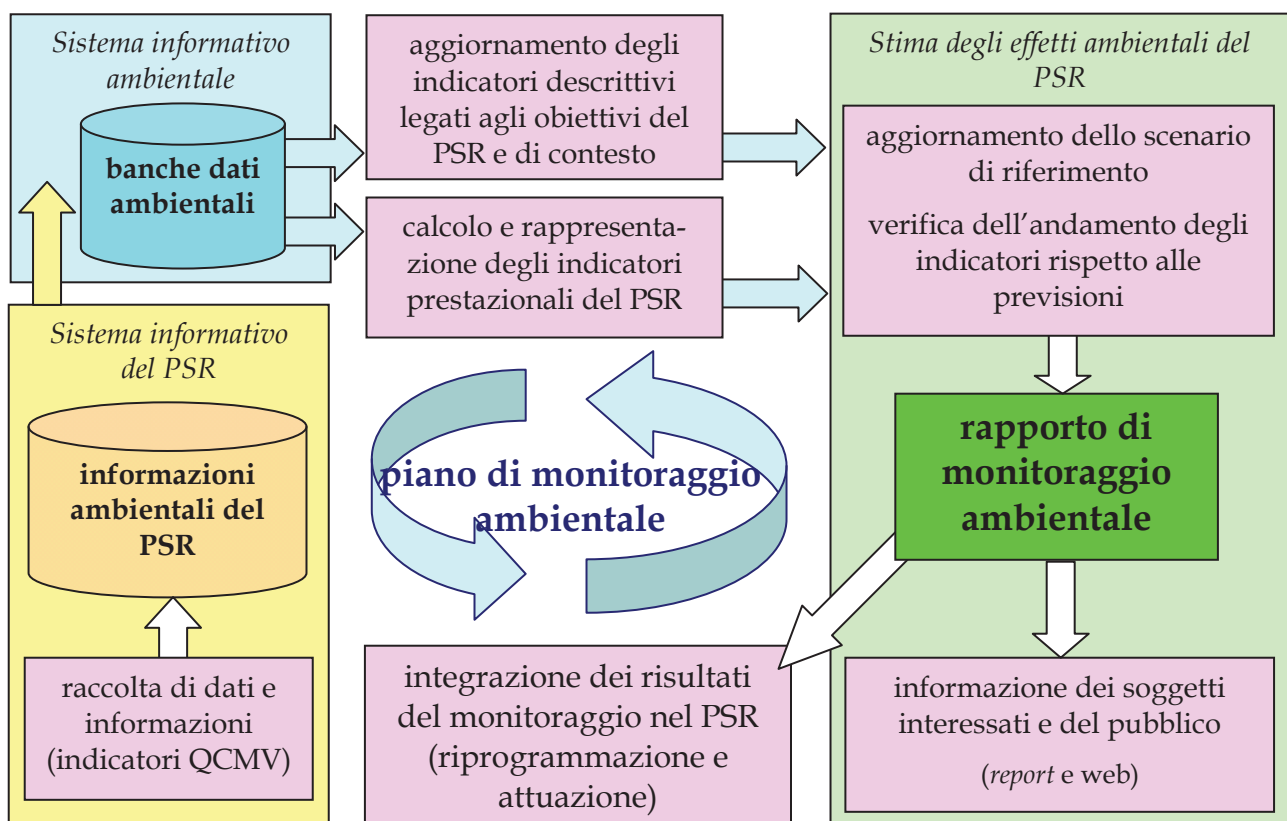 Sistema informativo
ambientale
banche dati
ambientali
aggiornamento degli
indicatori descrittivi
legati agli obiettivi del
PSR e di contesto
calcolo e rappresenta-
zione degli indicatori
prestazionali del PSR
Stima degli effetti ambientali del
PSR
aggiornamento dello scenario
di riferimento
verifica dell'andamento degli
indicatori rispetto alle
previsioni
Sistema informativo
del PSR
informazioni
ambientali del
PSR
raccolta di dati e
informazioni
(indicatori QCMV)
piano di monitoraggio
ambientale
rapporto di
monitoraggio
ambientale
integrazione dei risultati
del monitoraggio nel PSR
(riprogrammazione e
attuazione)
informazione dei soggetti
interessati e del pubblico
(report e web)